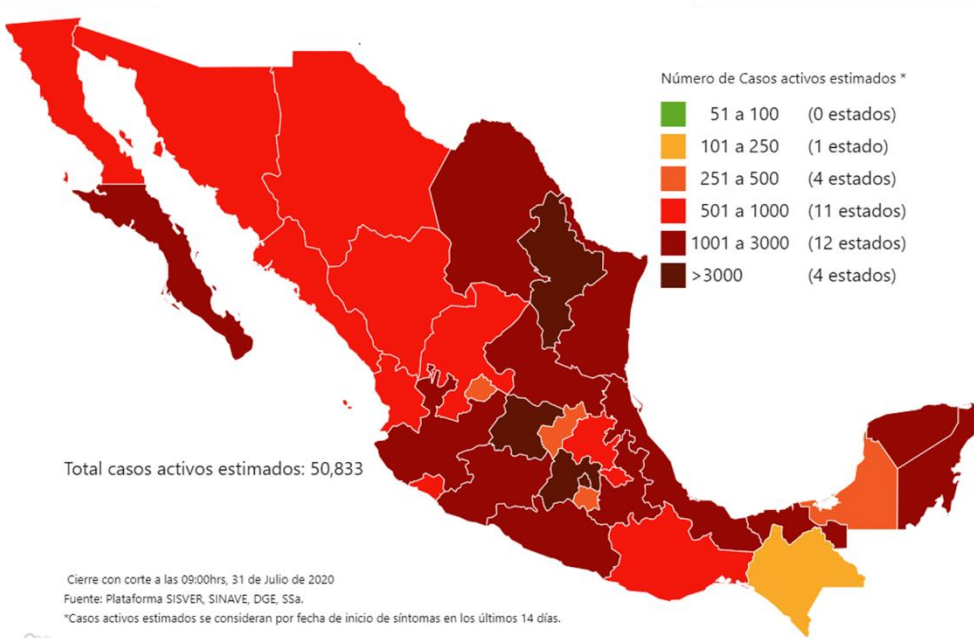 Número de Casos activos estimados *
51 a 100 (0 estados)
101 a 250 (1 estado)
251 a 500 (4 estados)
501 a 1000 (11 estados)
1001 a 3000 (12 estados)
>3000 (4 estados)
Total casos activos estimados: 50,833
Cierre con corte a las 09:00hrs, 31 de Julio de 2020
Fuente: Plataforma SISVER, SINAVE, DGE, SSa.
*Casos activos estimados se consideran por fecha de inicio de síntomas en los últimos 14 días.